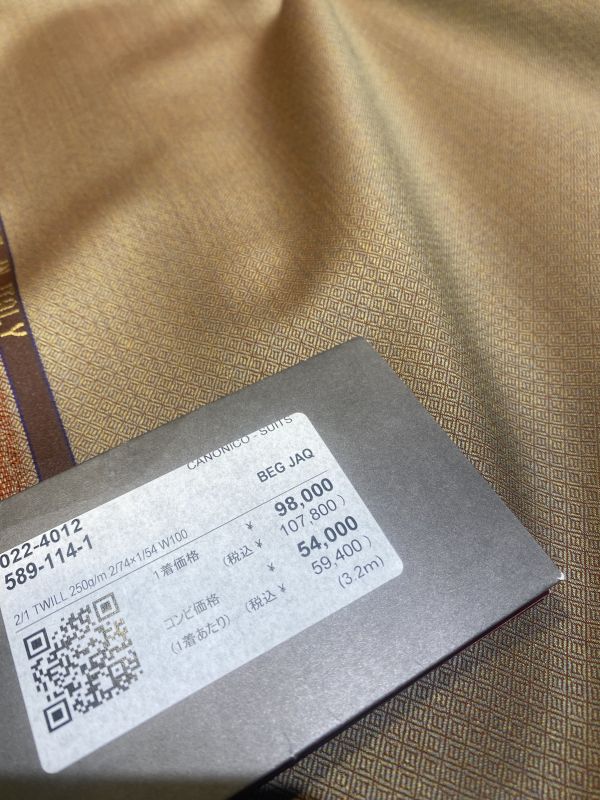 CANONICO - SUITS
022-4012
BEG JAQ
589-114-1
2/1 TWILL 250g/m 2/74×1/54 W100
1着価格 ¥ 98,000
(税込 ¥ 107,800)
コンビ価格 ¥ 54,000
(1着あたり) (税込 ¥ 59,400)
(3.2m)